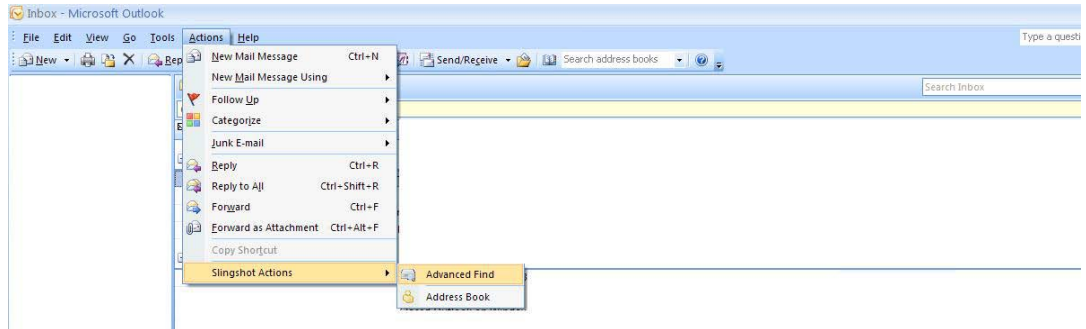 Inbox - Microsoft Outlook
File Edit View Go Tools Actions Help
Type a questi
New Rep Send/Receive Search address books
New Mail Message Ctrl+N
New Mail Message Using
Search Inbox
Follow Up
Categorize
Junk E-mail
Reply Ctrl+R
Reply to All Ctrl+Shift+R
Forward Ctrl+F
Forward as Attachment Ctrl+Alt+F
Copy Shortcut
Slingshot Actions Advanced Find
Address Book